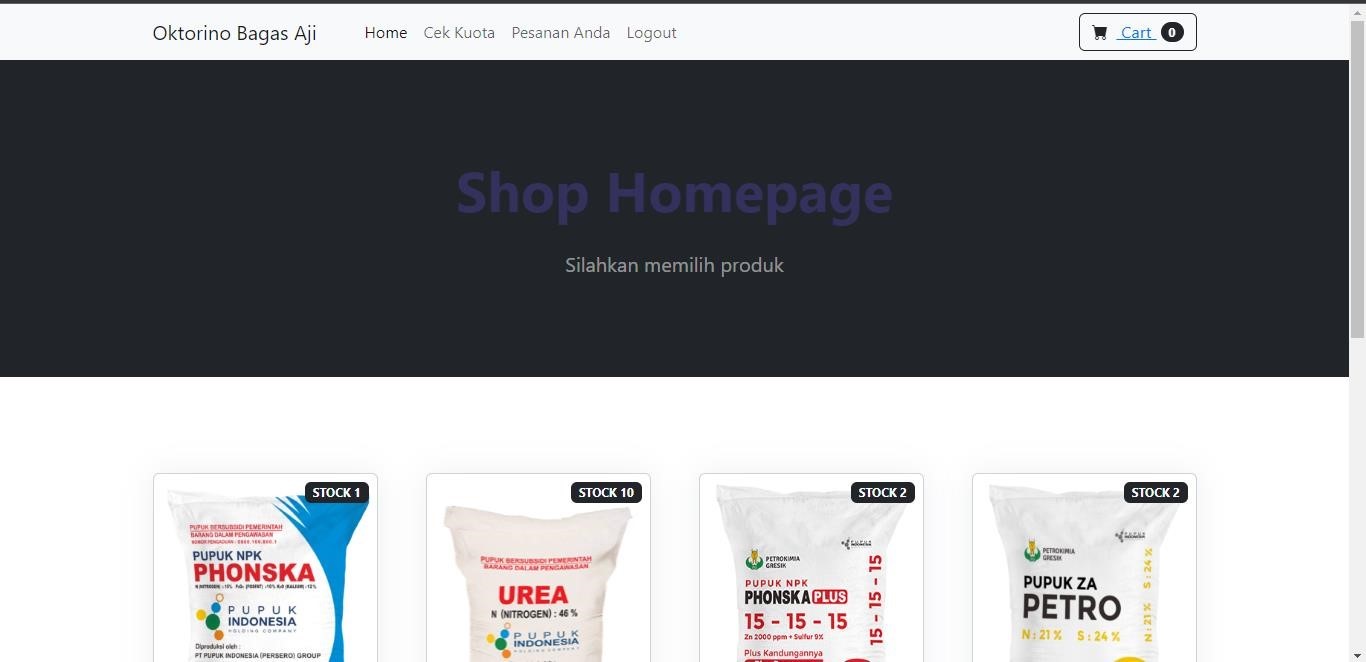 Oktorino Bagas Aji
Home
Cek Kuota
Pesanan Anda
Logout
Cart 0
Shop Homepage
Silahkan memilih produk
STOCK 1
PUPUK BERSUBSIDI PEMERINTAH
BARANG DALAM PENGAWASAN
PUPUK NPK
PHONSKA
PUPUK
INDONESIA
HOLDING COMPANY
Diproduksi oleh :
PT PUPUK INDONESIA (PERSERO) GROUP
STOCK 10
PUPUK BERSUBSIDI PEMERINTAH
BARANG DALAM PENGAWASAN
UREA
N (NITROGEN) : 46 %
PUPUK
INDONESIA
STOCK 2
PETROKIMIA
GRESIK
PUPUK NPK
PHONSKA PLUS
15 - 15 - 15
Zn 2000 ppm + Sulfur 9%
Plus Kandungannya
15 - 15 - 15
STOCK 2
PETROKIMIA
GRESIK
PUPUK ZA
PETRO
N : 21 % S : 24 %
N : 21 % S : 24 %